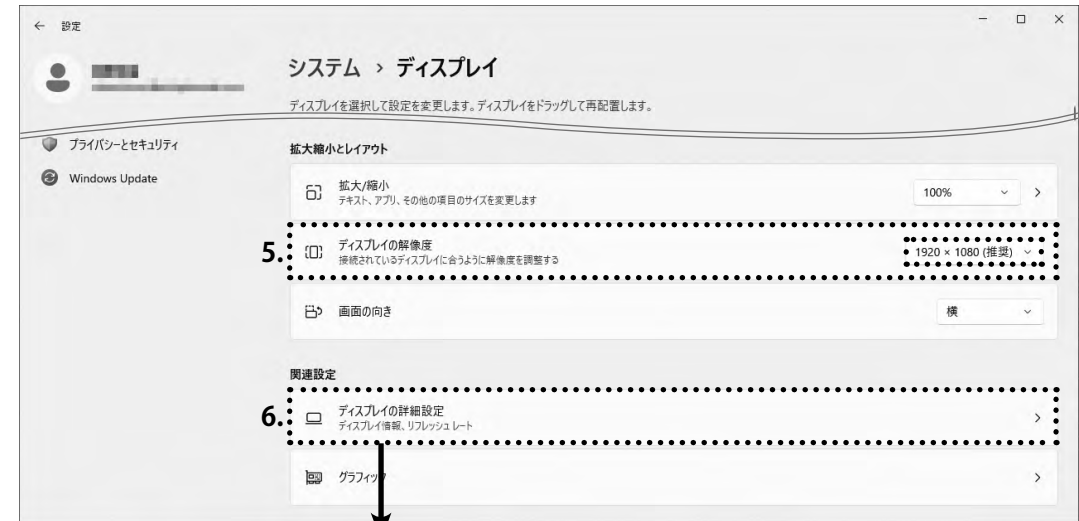 ← 設定
システム › ディスプレイ
ディスプレイを選択して設定を変更します。ディスプレイをドラッグして再配置します。
プライバシーとセキュリティ
Windows Update
拡大縮小とレイアウト
拡大/縮小
テキスト、アプリ、その他の項目のサイズを変更します
100%
5.
ディスプレイの解像度
接続されているディスプレイに合うように解像度を調整する
1920 × 1080 (推奨)
画面の向き
横
関連設定
6.
ディスプレイの詳細設定
ディスプレイ情報、リフレッシュ レート
グラフィック